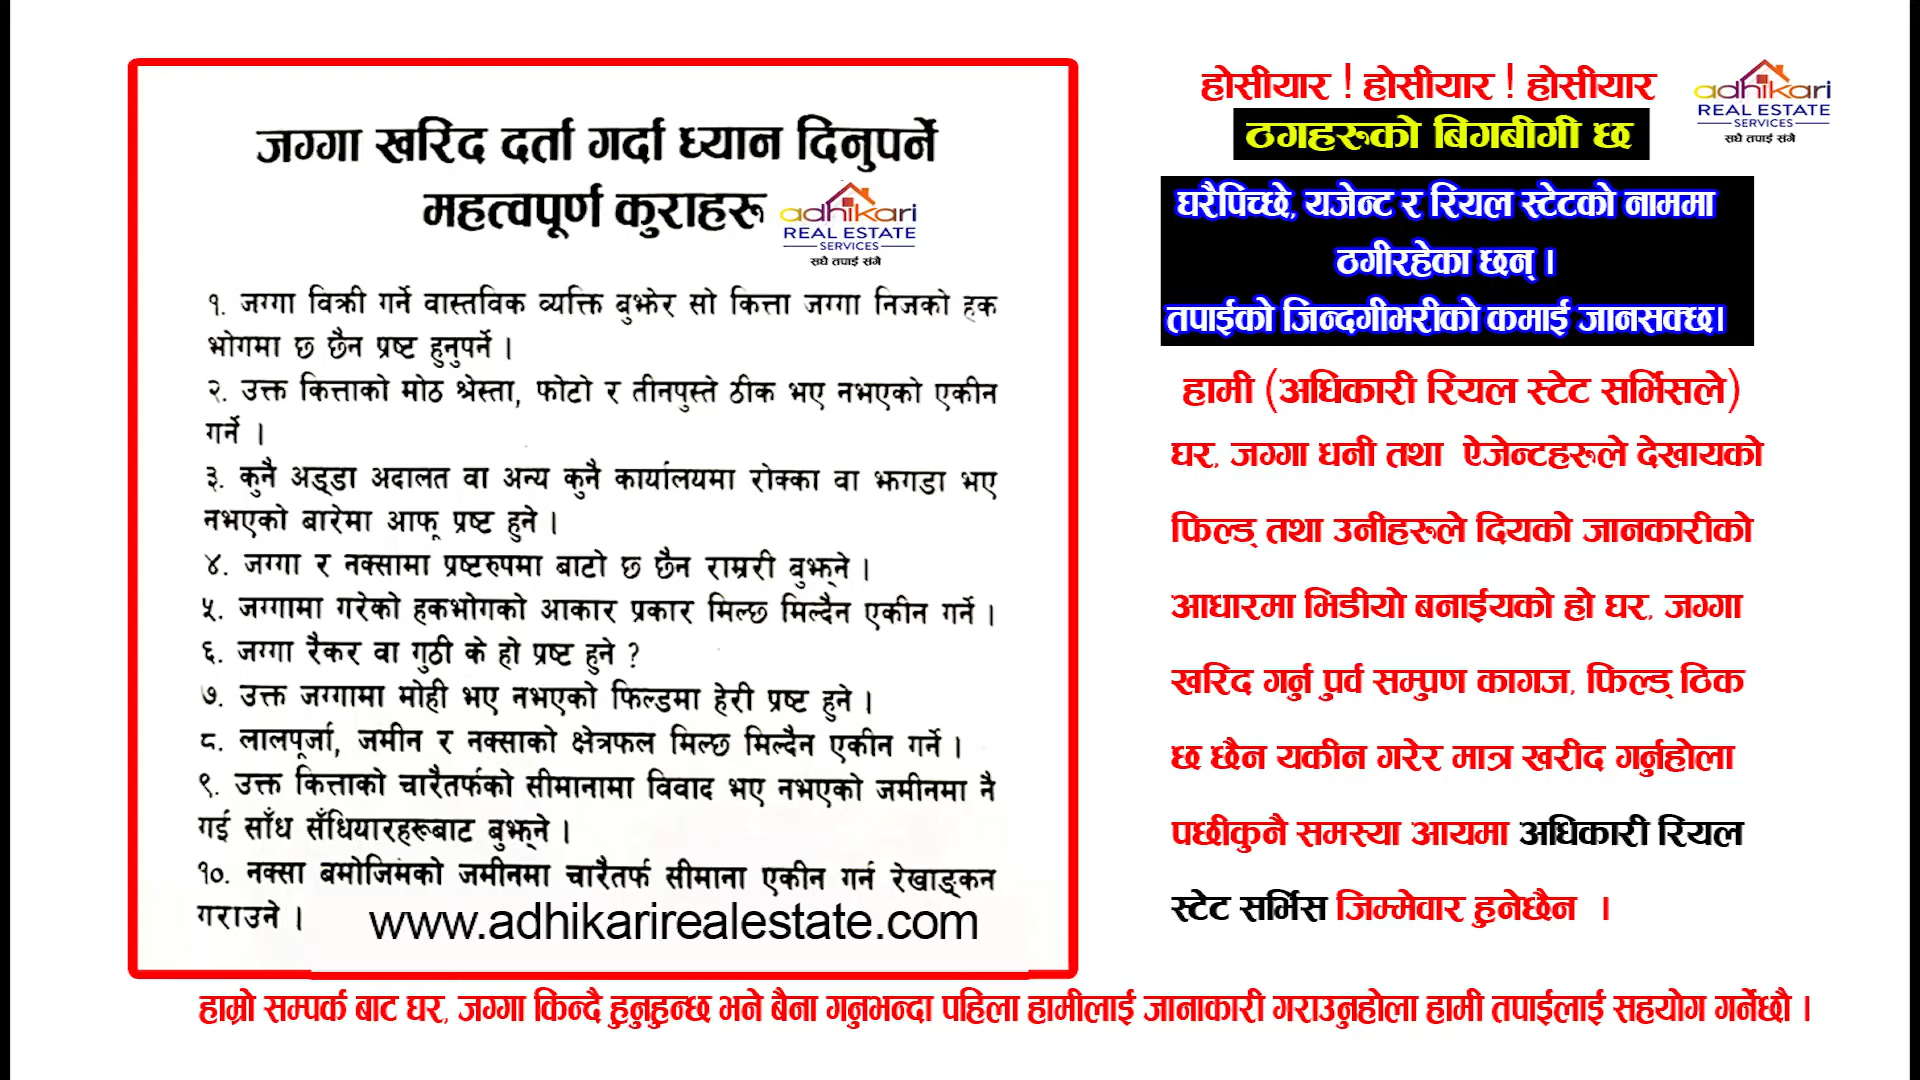 जग्गा खरिद दर्ता गर्दा ध्यान दिनुपर्ने
महत्वपूर्ण कुराहरू
adhikari
REAL ESTATE
SERVICES
सधै तपाई संगै
१. जग्गा विक्री गर्ने वास्तविक व्यक्ति बुझेर सो कित्ता जग्गा निजको हक
भोगमा छ छैन प्रष्ट हुनुपर्ने ।
२. उक्त कित्ताको मोठ श्रेस्ता, फोटो र तीनपुस्ते ठीक भए नभएको एकीन
गर्ने ।
३. कुनै अड्डा अदालत वा अन्य कुनै कार्यालयमा रोक्का वा झगडा भए
नभएको बारेमा आफू प्रष्ट हुने ।
४. जग्गा र नक्सामा प्रष्टरुपमा बाटो छ छैन राम्ररी बुझ्ने ।
५. जग्गामा गरेको हकभोगको आकार प्रकार मिल्छ मिल्दैन एकीन गर्ने ।
६. जग्गा रैकर वा गुठी के हो प्रष्ट हुने ?
७. उक्त जग्गामा मोही भए नभएको फिल्डमा हेरी प्रष्ट हुने ।
८. लालपूर्जा, जमीन र नक्साको क्षेत्रफल मिल्छ मिल्दैन एकीन गर्ने ।
९. उक्त कित्ताको चारैतर्फको सीमानामा विवाद भए नभएको जमीनमा नै
गई साँध सँधियारहरूबाट बुझ्ने ।
१०. नक्सा बमोजिमको जमीनमा चारैतर्फ सीमाना एकीन गर्न रेखाङ्कन
गराउने ।
www.adhikarirealestate.com
होसीयार ! होसीयार ! होसीयार
ठगहरुको बिगबीगी छ
adhikari
REAL ESTATE
SERVICES
सधै तपाई संगै
घरैपिच्छे, यजेन्ट र रियल स्टेटको नाममा
ठगीरहेका छन् ।
तपाईको जिन्दगीभरीको कमाई जानसक्छ।
हामी (अधिकारी रियल स्टेट सर्भिसले)
घर, जग्गा धनी तथा ऐजेन्टहरुले देखायको
फिल्ड् तथा उनीहरुले दियको जानकारीको
आधारमा भिडीयो बनाईयको हो घर, जग्गा
खरिद गर्नु पुर्व सम्पुण कागज, फिल्ड् ठिक
छ छैन यकीन गरेर मात्र खरीद गर्नुहोला
पछीकुनै समस्या आयमा अधिकारी रियल
स्टेट सर्भिस जिम्मेवार हुनेछैन ।
हाम्रो सम्पर्क बाट घर, जग्गा किन्दै हुनुहुन्छ भने बैना गनुभन्दा पहिला हामीलाई जानाकारी गराउनुहोला हामी तपाईलाई सहयोग गर्नेछौ ।